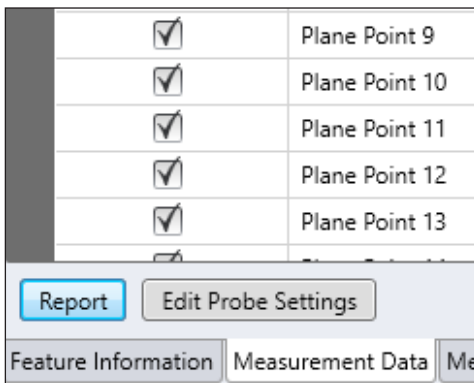 Plane Point 9
Plane Point 10
Plane Point 11
Plane Point 12
Plane Point 13
Report Edit Probe Settings
Feature Information Measurement Data Me